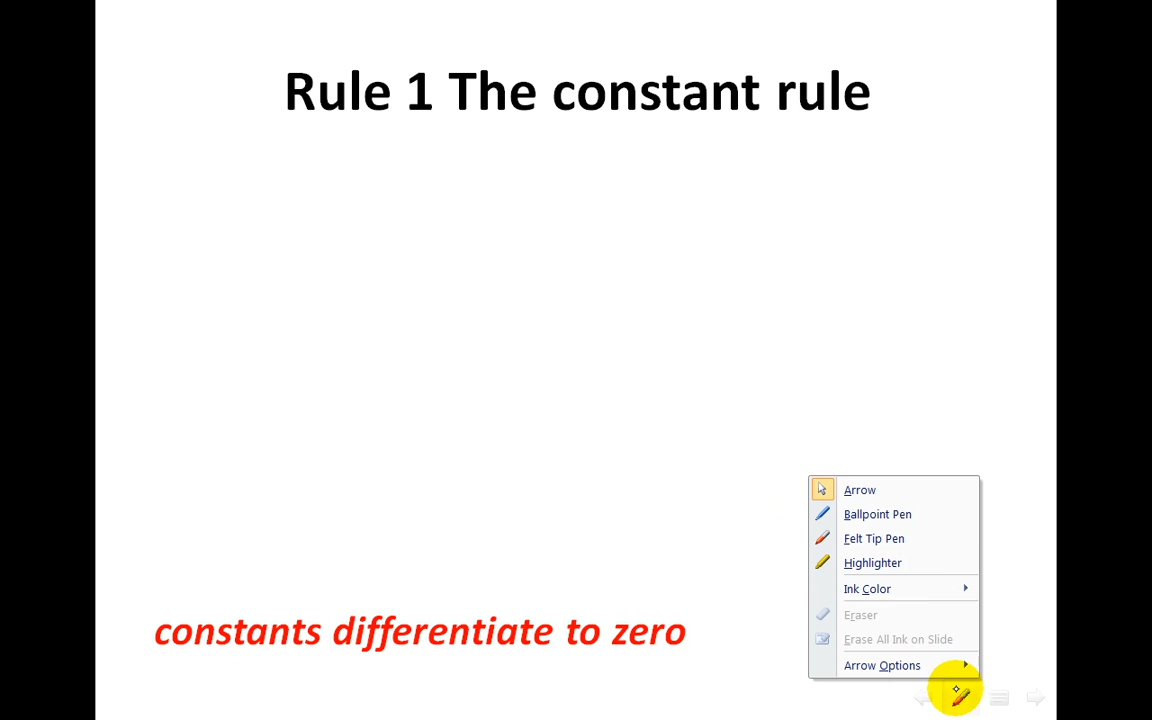 Rule 1 The constant rule
Arrow
Ballpoint Pen
Felt Tip Pen
Highlighter
Ink Color
Eraser
Erase All Ink on Slide
constants differentiate to zero
Arrow Options